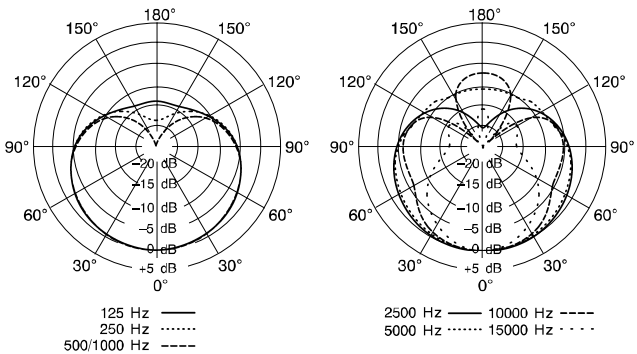 180°
150° 150°
120° 120°
90° 90°
–20 dB
–15 dB
–10 dB
60° 60°
–5 dB
0 dB
30° 30°
+5 dB
0°
125 Hz
250 Hz
500/1000 Hz
180°
150° 150°
120° 120°
90° 90°
–20 dB
–15 dB
–10 dB
60° 60°
–5 dB
0 dB
30° 30°
+5 dB
0°
2500 Hz 10000 Hz
5000 Hz 15000 Hz